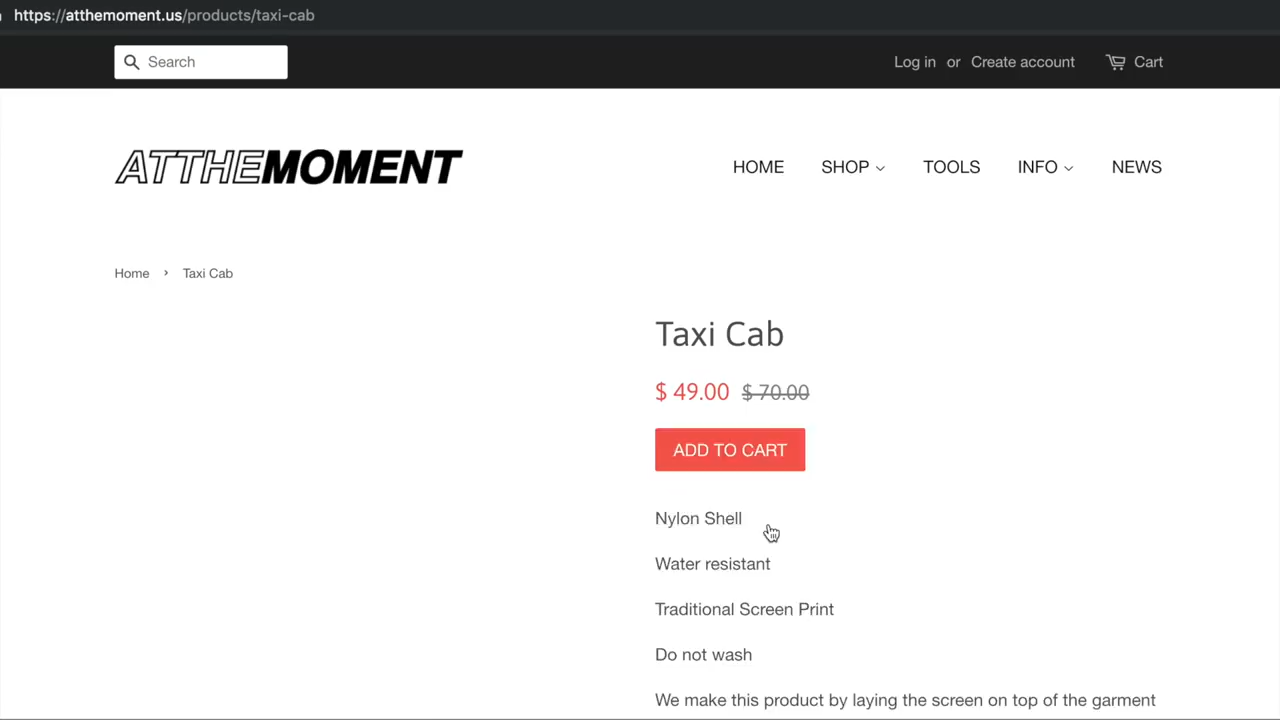 https://atthemoment.us/products/taxi-cab
Search
Log in or Create account Cart
ATTHEMOMENT
HOME SHOP TOOLS INFO NEWS
Home › Taxi Cab
Taxi Cab
$ 49.00 $ 70.00
ADD TO CART
Nylon Shell
Water resistant
Traditional Screen Print
Do not wash
We make this product by laying the screen on top of the garment